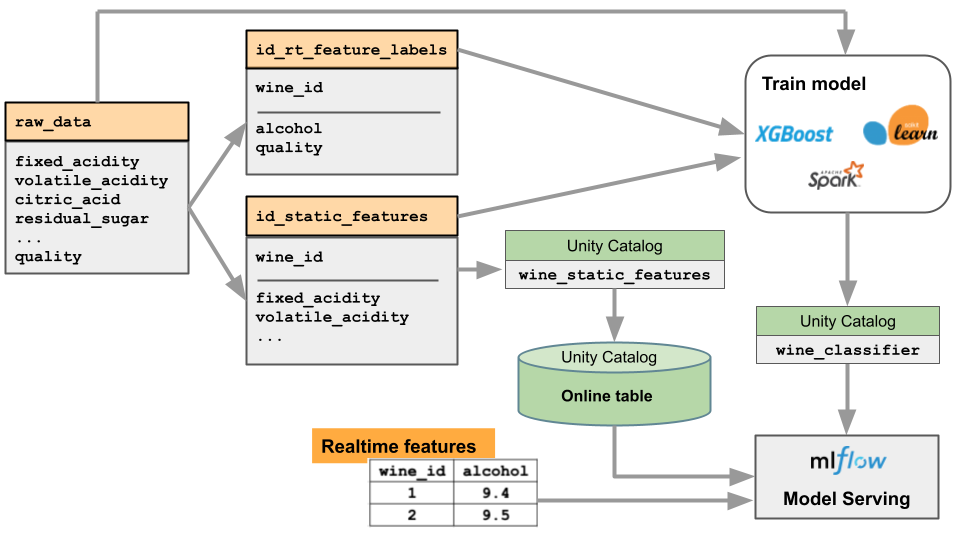 raw_data
fixed_acidity
volatile_acidity
citric_acid
residual_sugar
...
quality
id_rt_feature_labels
wine_id
alcohol
quality
id_static_features
wine_id
fixed_acidity
volatile_acidity
...
Train model
XGBoost
scikit
learn
APACHE
Spark
Unity Catalog
wine_static_features
Unity Catalog
Online table
Unity Catalog
wine_classifier
Realtime features
wine_id alcohol
1 9.4
2 9.5
mlflow
Model Serving